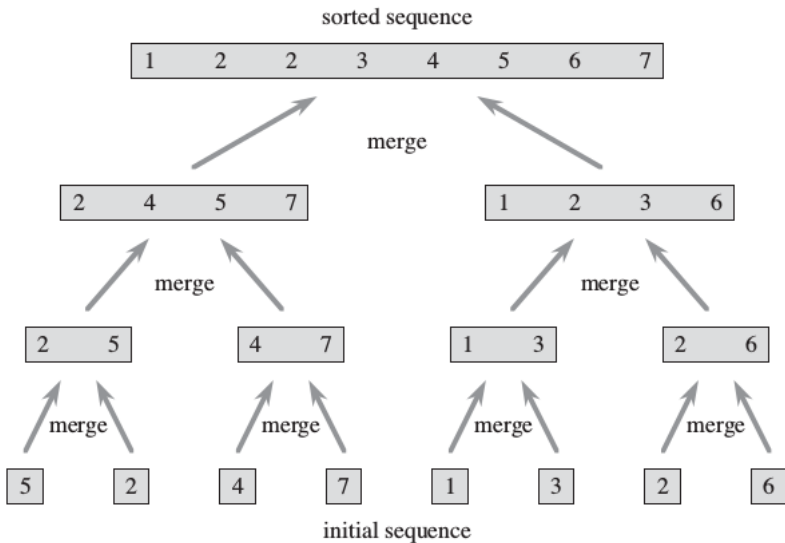 sorted sequence
1 2 2 3 4 5 6 7
merge
2 4 5 7 1 2 3 6
merge merge
2 5 4 7 1 3 2 6
merge merge merge merge
5 2 4 7 1 3 2 6
initial sequence